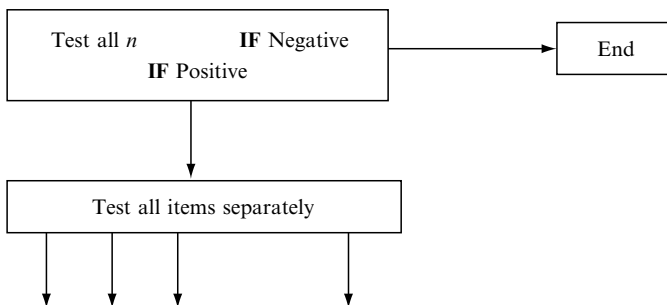 Test all n IF Negative
IF Positive
End
Test all items separately